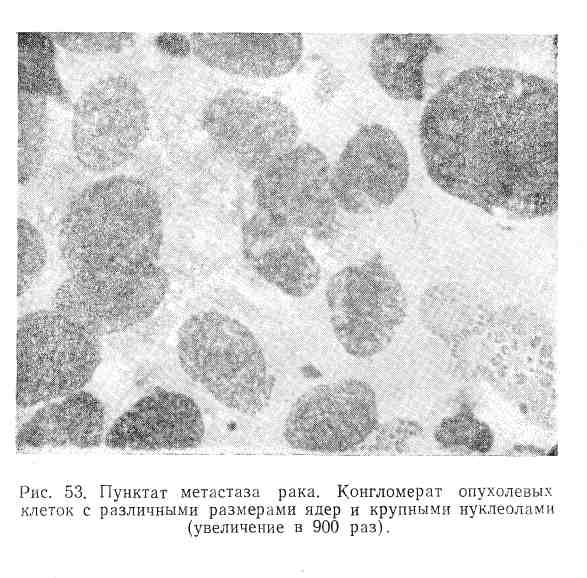 Рис. 53. Пунктат метастаза рака. Конгломерат опухолевых
клеток с различными размерами ядер и крупными нуклеолами
(увеличение в 900 раз).